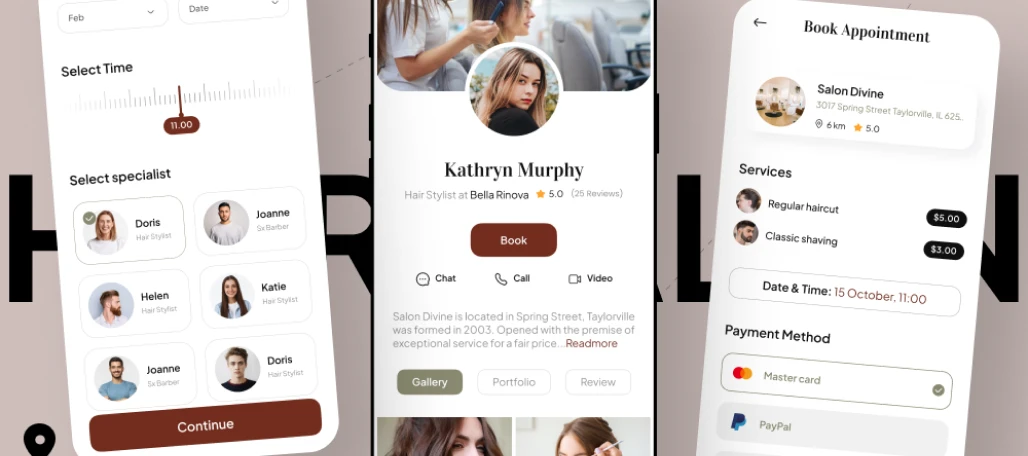 Feb
Date
Select Time
11.00
Select specialist
Doris
Hair Stylist
Joanne
Sx Barber
Helen
Hair Stylist
Katie
Hair Stylist
Joanne
Sx Barber
Doris
Hair Stylist
Continue
Kathryn Murphy
Hair Stylist at Bella Rinova 5.0 (25 Reviews)
Book
Chat Call Video
Salon Divine is located in Spring Street, Taylorville
was formed in 2003. Opened with the premise of
exceptional service for a fair price...Readmore
Gallery Portfolio Review
Book Appointment
Salon Divine
3017 Spring Street Taylorville, IL 625..
6 km 5.0
Services
Regular haircut $5.00
Classic shaving $3.00
Date & Time: 15 October, 11:00
Payment Method
Master card
PayPal